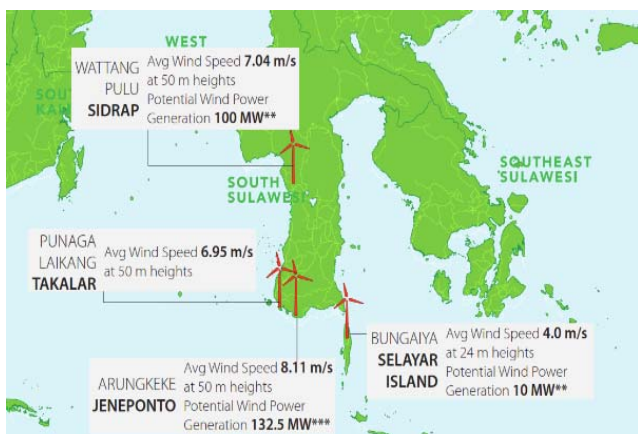 WEST
WATTANG
PULU
SIDRAP
Avg Wind Speed 7.04 m/s
at 50 m heights
Potential Wind Power
Generation 100 MW**
SOUTH
SULAWESI
SOUTHEAST
SULAWESI
PUNAGA
LAIKANG
TAKALAR
Avg Wind Speed 6.95 m/s
at 50 m heights
BUNGAIYA
SELAYAR
ISLAND
Avg Wind Speed 4.0 m/s
at 24 m heights
Potential Wind Power
Generation 10 MW**
ARUNGKEKE
JENEPONTO
Avg Wind Speed 8.11 m/s
at 50 m heights
Potential Wind Power
Generation 132.5 MW***